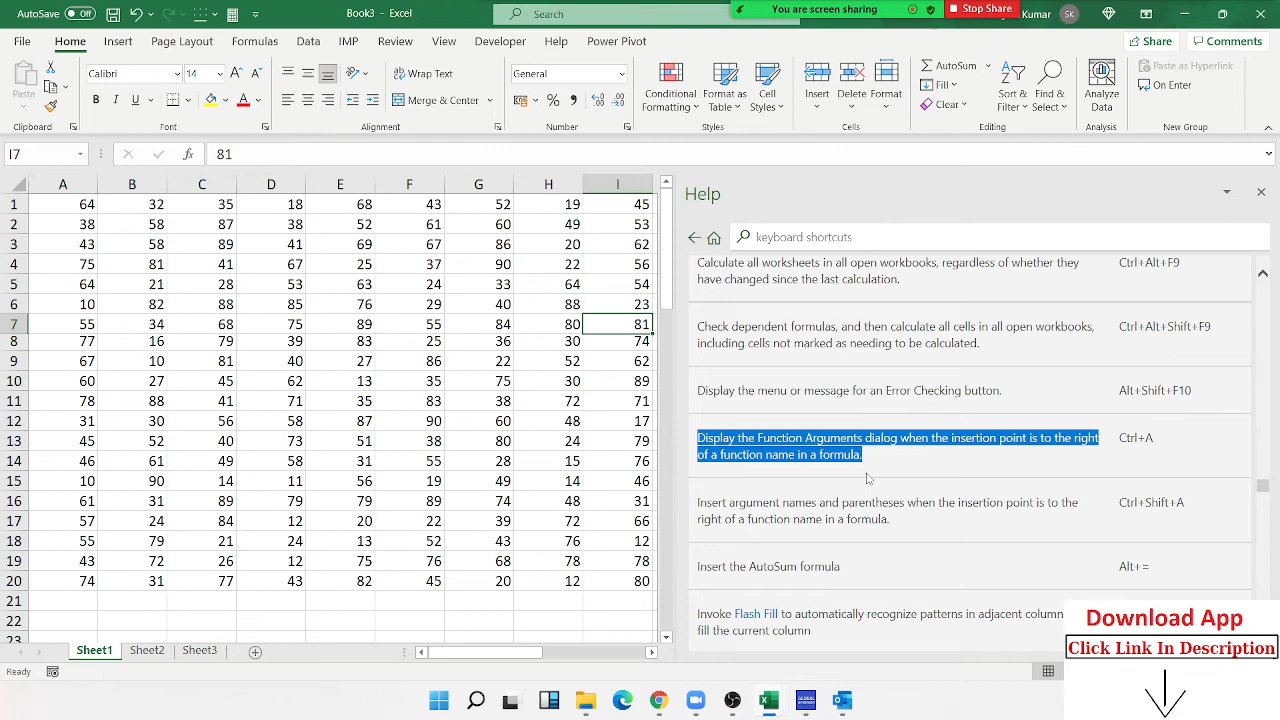 AutoSave Off Book3 - Excel Search You are screen sharing Stop Share Kumar SK
File Home Insert Page Layout Formulas Data IMP Review View Developer Help Power Pivot Share Comments
Paste Calibri 14 Wrap Text General Conditional Formatting Format as Table Cell Styles Insert Delete Format AutoSum Fill Clear Sort & Filter Find & Select Analyze Data Paste as Hyperlink On Enter
B I U A Merge & Center
Clipboard Font Alignment Number Styles Cells Editing Analysis New Group
I7 fx 81
A B C D E F G H I
1 64 32 35 18 68 43 52 19 45
2 38 58 87 38 52 61 60 49 53
3 43 58 89 41 69 67 86 20 62
4 75 81 41 67 25 37 90 22 56
5 64 21 28 53 63 24 33 64 54
6 10 82 88 85 76 29 40 88 23
7 55 34 68 75 89 55 84 80 81
8 77 16 79 39 83 25 36 30 74
9 67 10 81 40 27 86 22 52 62
10 60 27 45 62 13 35 75 30 89
11 78 88 41 71 35 83 38 72 71
12 31 30 56 58 87 90 60 48 17
13 45 52 40 73 51 38 80 24 79
14 46 61 49 58 31 55 28 15 76
15 10 90 14 11 56 19 49 14 46
16 61 31 89 79 89 89 74 48 31
17 57 24 84 12 20 22 39 72 66
18 55 79 21 24 13 52 43 76 12
19 43 72 26 12 75 76 68 78 78
20 74 31 77 43 82 45 20 12 80
21
22
23
Sheet1 Sheet2 Sheet3
Ready
Help
keyboard shortcuts
Calculate all worksheets in all open workbooks, regardless of whether they Ctrl+Alt+F9
have changed since the last calculation.
Check dependent formulas, and then calculate all cells in all open workbooks, Ctrl+Alt+Shift+F9
including cells not marked as needing to be calculated.
Display the menu or message for an Error Checking button. Alt+Shift+F10
Display the Function Arguments dialog when the insertion point is to the right Ctrl+A
of a function name in a formula.
Insert argument names and parentheses when the insertion point is to the Ctrl+Shift+A
right of a function name in a formula.
Insert the AutoSum formula Alt+=
Invoke Flash Fill to automatically recognize patterns in adjacent column
fill the current column
Download App
Click Link In Description